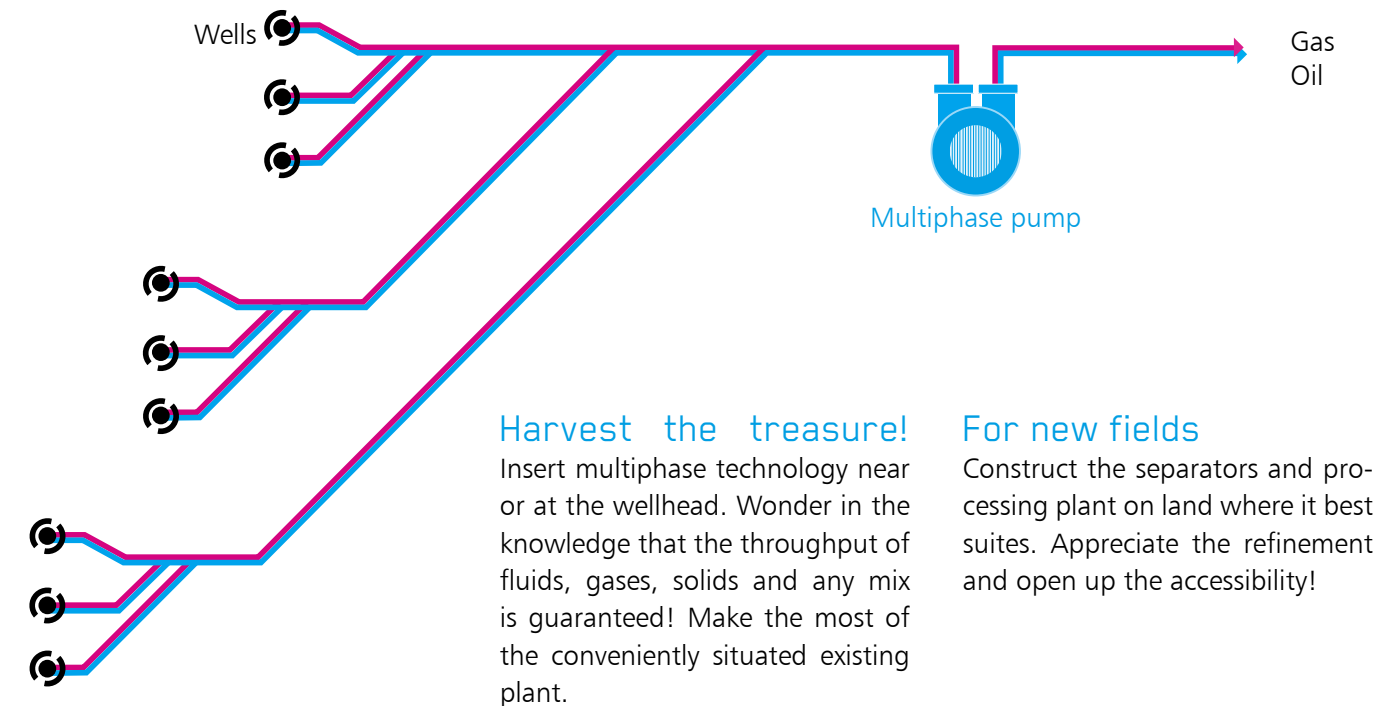 Wells
Gas
Oil
Multiphase pump
Harvest the treasure!
Insert multiphase technology near
or at the wellhead. Wonder in the
knowledge that the throughput of
fluids, gases, solids and any mix
is guaranteed! Make the most of
the conveniently situated existing
plant.
For new fields
Construct the separators and pro-
cessing plant on land where it best
suites. Appreciate the refinement
and open up the accessibility!